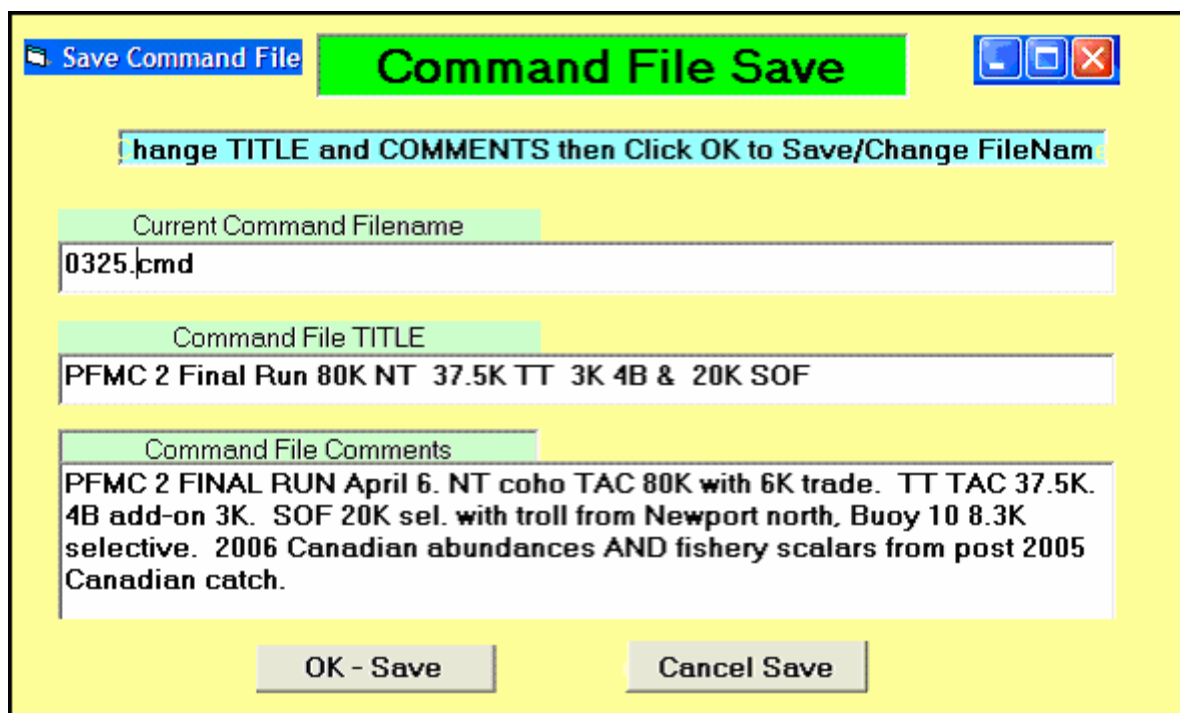 Save Command File
Command File Save
Change TITLE and COMMENTS then Click OK to Save/Change FileName
Current Command Filename
0325.cmd
Command File TITLE
PFMC 2 Final Run 80K NT  37.5K TT  3K 4B &  20K SOF
Command File Comments
PFMC 2 FINAL RUN April 6. NT coho TAC 80K with 6K trade.  TT TAC 37.5K.
4B add-on 3K.  SOF 20K sel. with troll from Newport north, Buoy 10 8.3K
selective.  2006 Canadian abundances AND fishery scalars from post 2005
Canadian catch.
OK - Save
Cancel Save